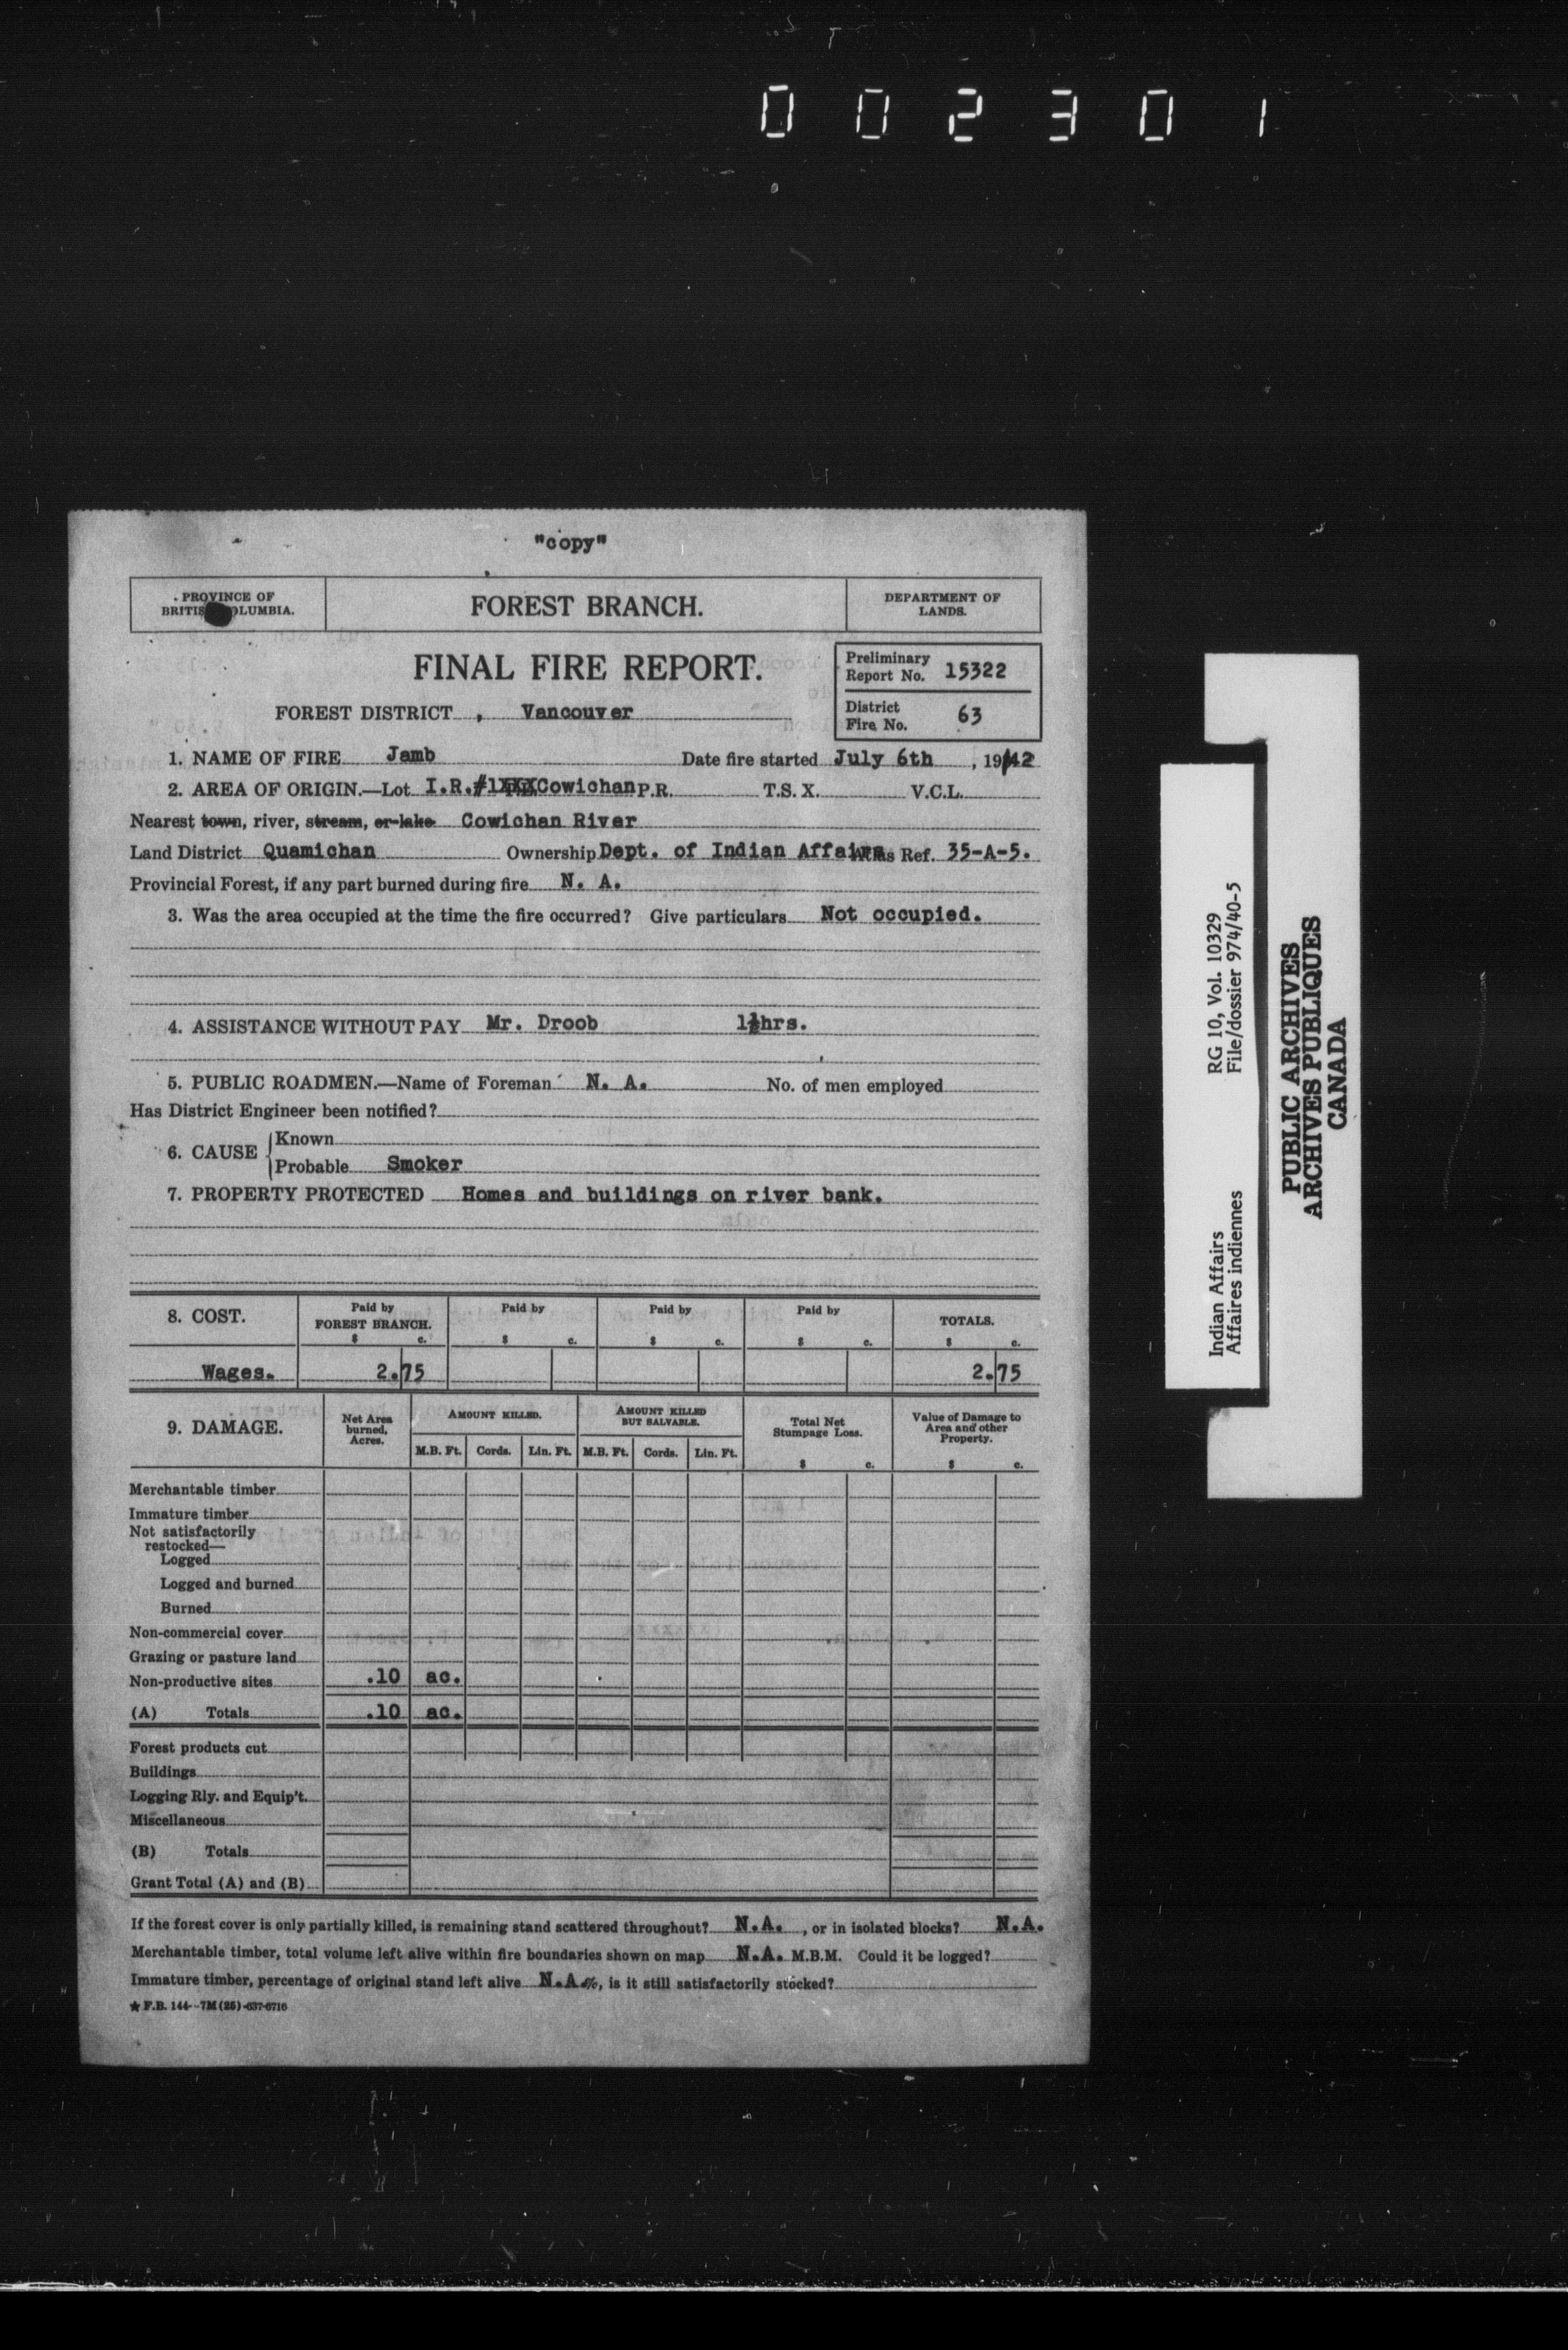 002301
"copy"
PROVINCE OF
BRITISH COLUMBIA.
FOREST BRANCH.
DEPARTMENT OF
LANDS.
FINAL FIRE REPORT.
Preliminary
Report No. 15322
District
Fire No. 63
FOREST DISTRICT, Vancouver
1. NAME OF FIRE Jamb Date fire started July 6th, 1942
2. AREA OF ORIGIN.—Lot I.R.#1 Cowichan P.R. T.S.X. V.C.L.
Nearest town, river, stream, or lake Cowichan River
Land District Quamichan Ownership Dept. of Indian Affairs Atlas Ref. 35-A-5.
Provincial Forest, if any part burned during fire N. A.
3. Was the area occupied at the time the fire occurred? Give particulars Not occupied.
4. ASSISTANCE WITHOUT PAY Mr. Droob 1½hrs.
5. PUBLIC ROADMEN.—Name of Foreman N. A. No. of men employed
Has District Engineer been notified?
6. CAUSE
Known
Probable Smoker
7. PROPERTY PROTECTED Homes and buildings on river bank.
8. COST. Paid by FOREST BRANCH. $ c. Paid by $ c. Paid by $ c. Paid by $ c. TOTALS. $ c.
Wages. 2.75 2.75
9. DAMAGE. Net Area burned, Acres. AMOUNT KILLED. AMOUNT KILLED BUT SALVABLE. Total Net Stumpage Loss. Value of Damage to Area and other Property.
M.B. Ft. Cords. Lin. Ft. M.B. Ft. Cords. Lin. Ft. $ c. $ c.
Merchantable timber
Immature timber
Not satisfactorily
restocked—
Logged
Logged and burned
Burned
Non-commercial cover
Grazing or pasture land
Non-productive sites .10 ac.
(A) Totals .10 ac.
Forest products cut
Buildings
Logging Rly. and Equip't.
Miscellaneous
(B) Totals
Grant Total (A) and (B)
If the forest cover is only partially killed, is remaining stand scattered throughout? N.A. , or in isolated blocks? N.A.
Merchantable timber, total volume left alive within fire boundaries shown on map N.A. M.B.M. Could it be logged?
Immature timber, percentage of original stand left alive N.A.%, is it still satisfactorily stocked?
★ F.B. 144--7M(25)-637-6716
Indian Affairs RG 10, Vol. 10329
Affaires indiennes File/dossier 974/40-5
PUBLIC ARCHIVES
ARCHIVES PUBLIQUES
CANADA